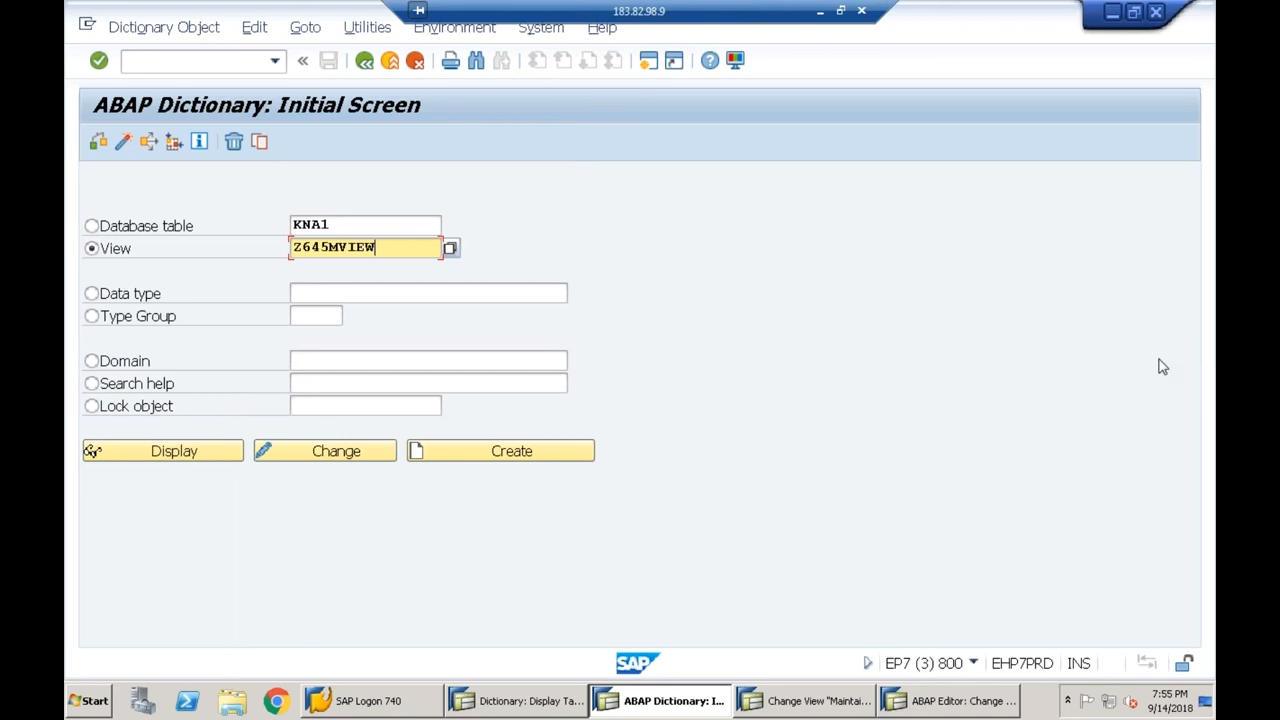 183.82.98.9
Dictionary Object Edit Goto Utilities Environment System Help
ABAP Dictionary: Initial Screen
Database table KNA1
View Z645MVIEW
Data type
Type Group
Domain
Search help
Lock object
Display Change Create
SAP EP7 (3) 800 EHP7PRD INS
Start SAP Logon 740 Dictionary: Display Ta... ABAP Dictionary: I... Change View "Maintai... ABAP Editor: Change ... 7:55 PM
9/14/2018